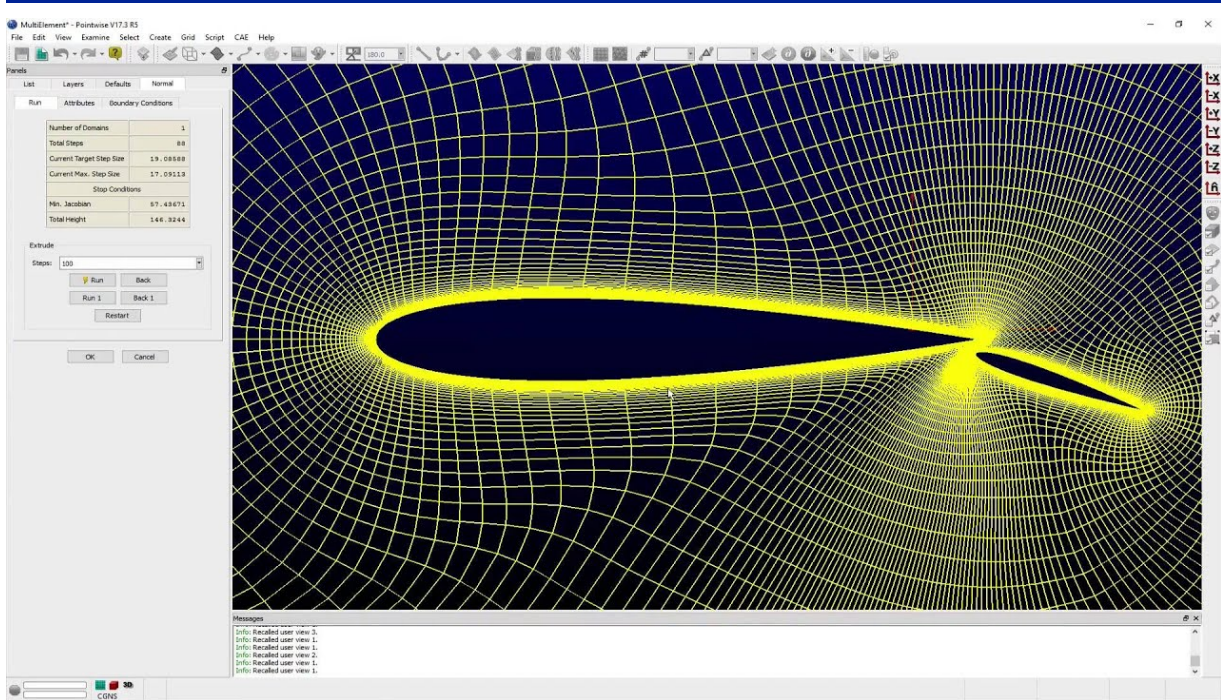 MultiElement* - Pointwise V17.3 R5
File Edit View Examine Select Create Grid Script CAE Help
180.0
Panels
List Layers Defaults Normal
Run Attributes Boundary Conditions
Number of Domains 1
Total Steps 88
Current Target Step Size 19.08588
Current Max. Step Size 17.09113
Stop Conditions
Min. Jacobian 57.43671
Total Height 146.3244
Extrude
Steps: 100
Run Back
Run 1 Back 1
Restart
OK Cancel
+X
-X
+Y
-Y
+Z
-Z
Messages
Info: Recalled user view 3.
Info: Recalled user view 1.
Info: Recalled user view 1.
Info: Recalled user view 2.
Info: Recalled user view 1.
Info: Recalled user view 1.
3D
CGNS